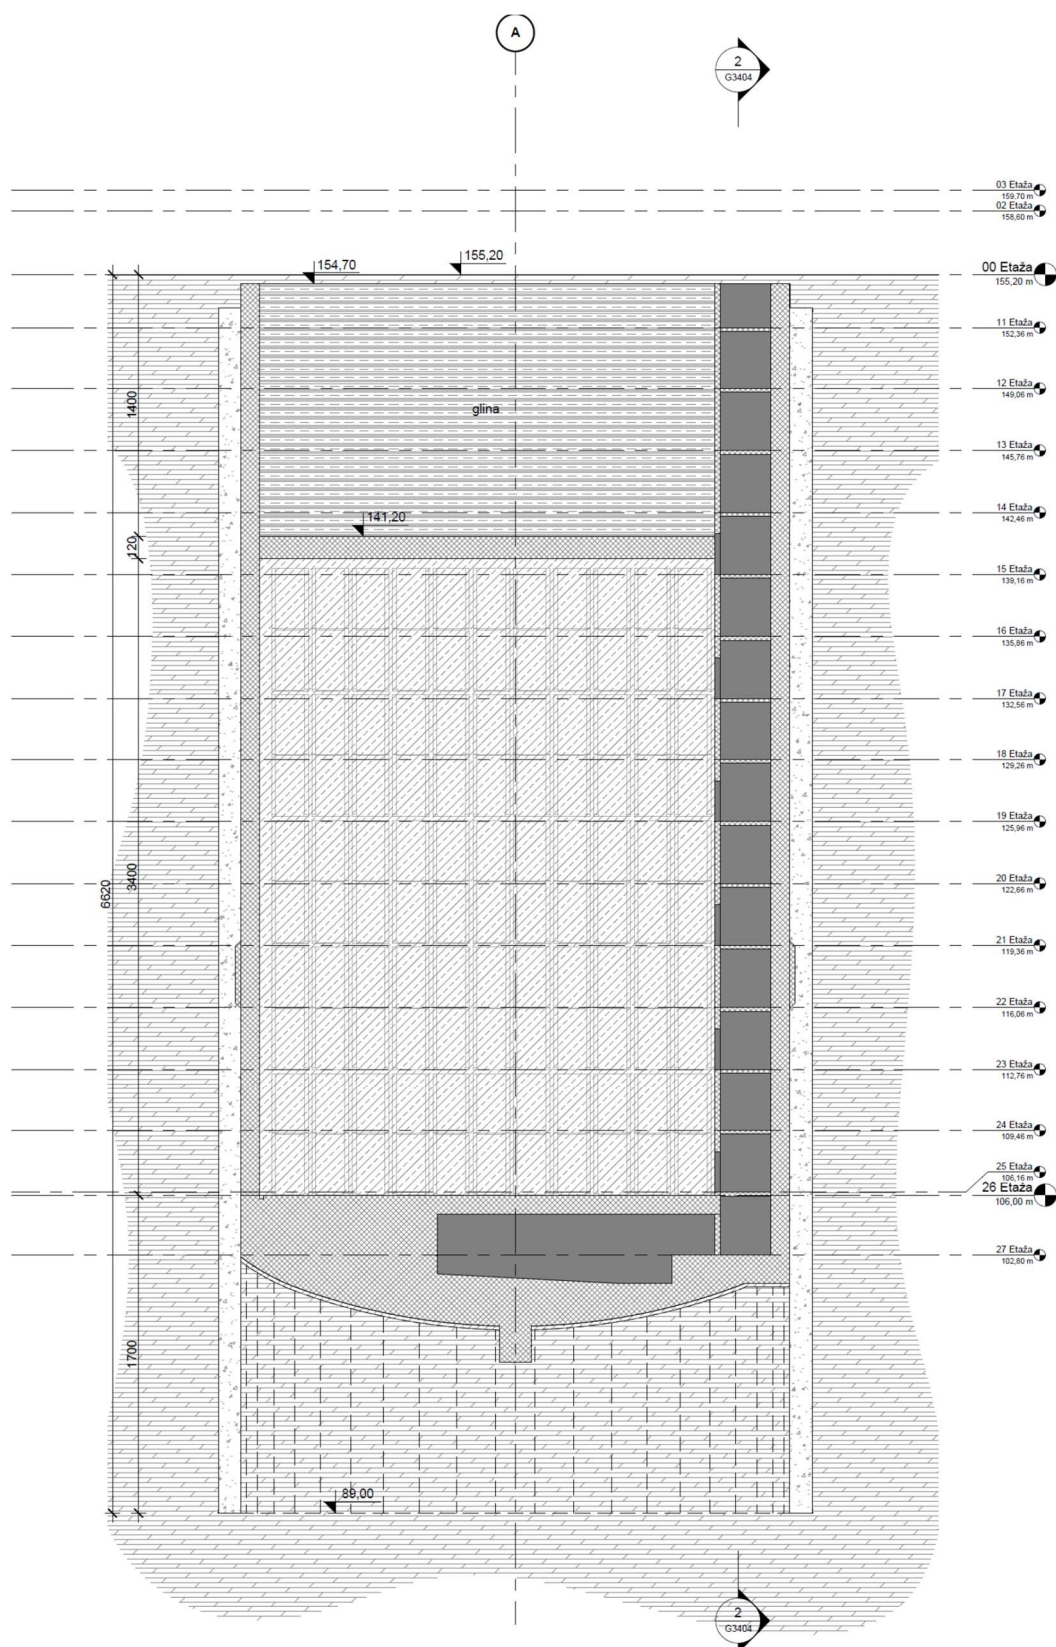 A
2
G3404
03 Etaža
159,70 m
02 Etaža
158,60 m
155,20
154,70
00 Etaža
155,20 m
11 Etaža
152,36 m
12 Etaža
149,06 m
1400
glina
13 Etaža
145,76 m
14 Etaža
142,46 m
141,20
120
15 Etaža
139,16 m
16 Etaža
135,86 m
17 Etaža
132,56 m
18 Etaža
129,26 m
19 Etaža
125,96 m
3400
6620
20 Etaža
122,66 m
21 Etaža
119,36 m
22 Etaža
116,06 m
23 Etaža
112,76 m
24 Etaža
109,46 m
25 Etaža
106,16 m
26 Etaža
106,00 m
27 Etaža
102,80 m
1700
89,00
2
G3404